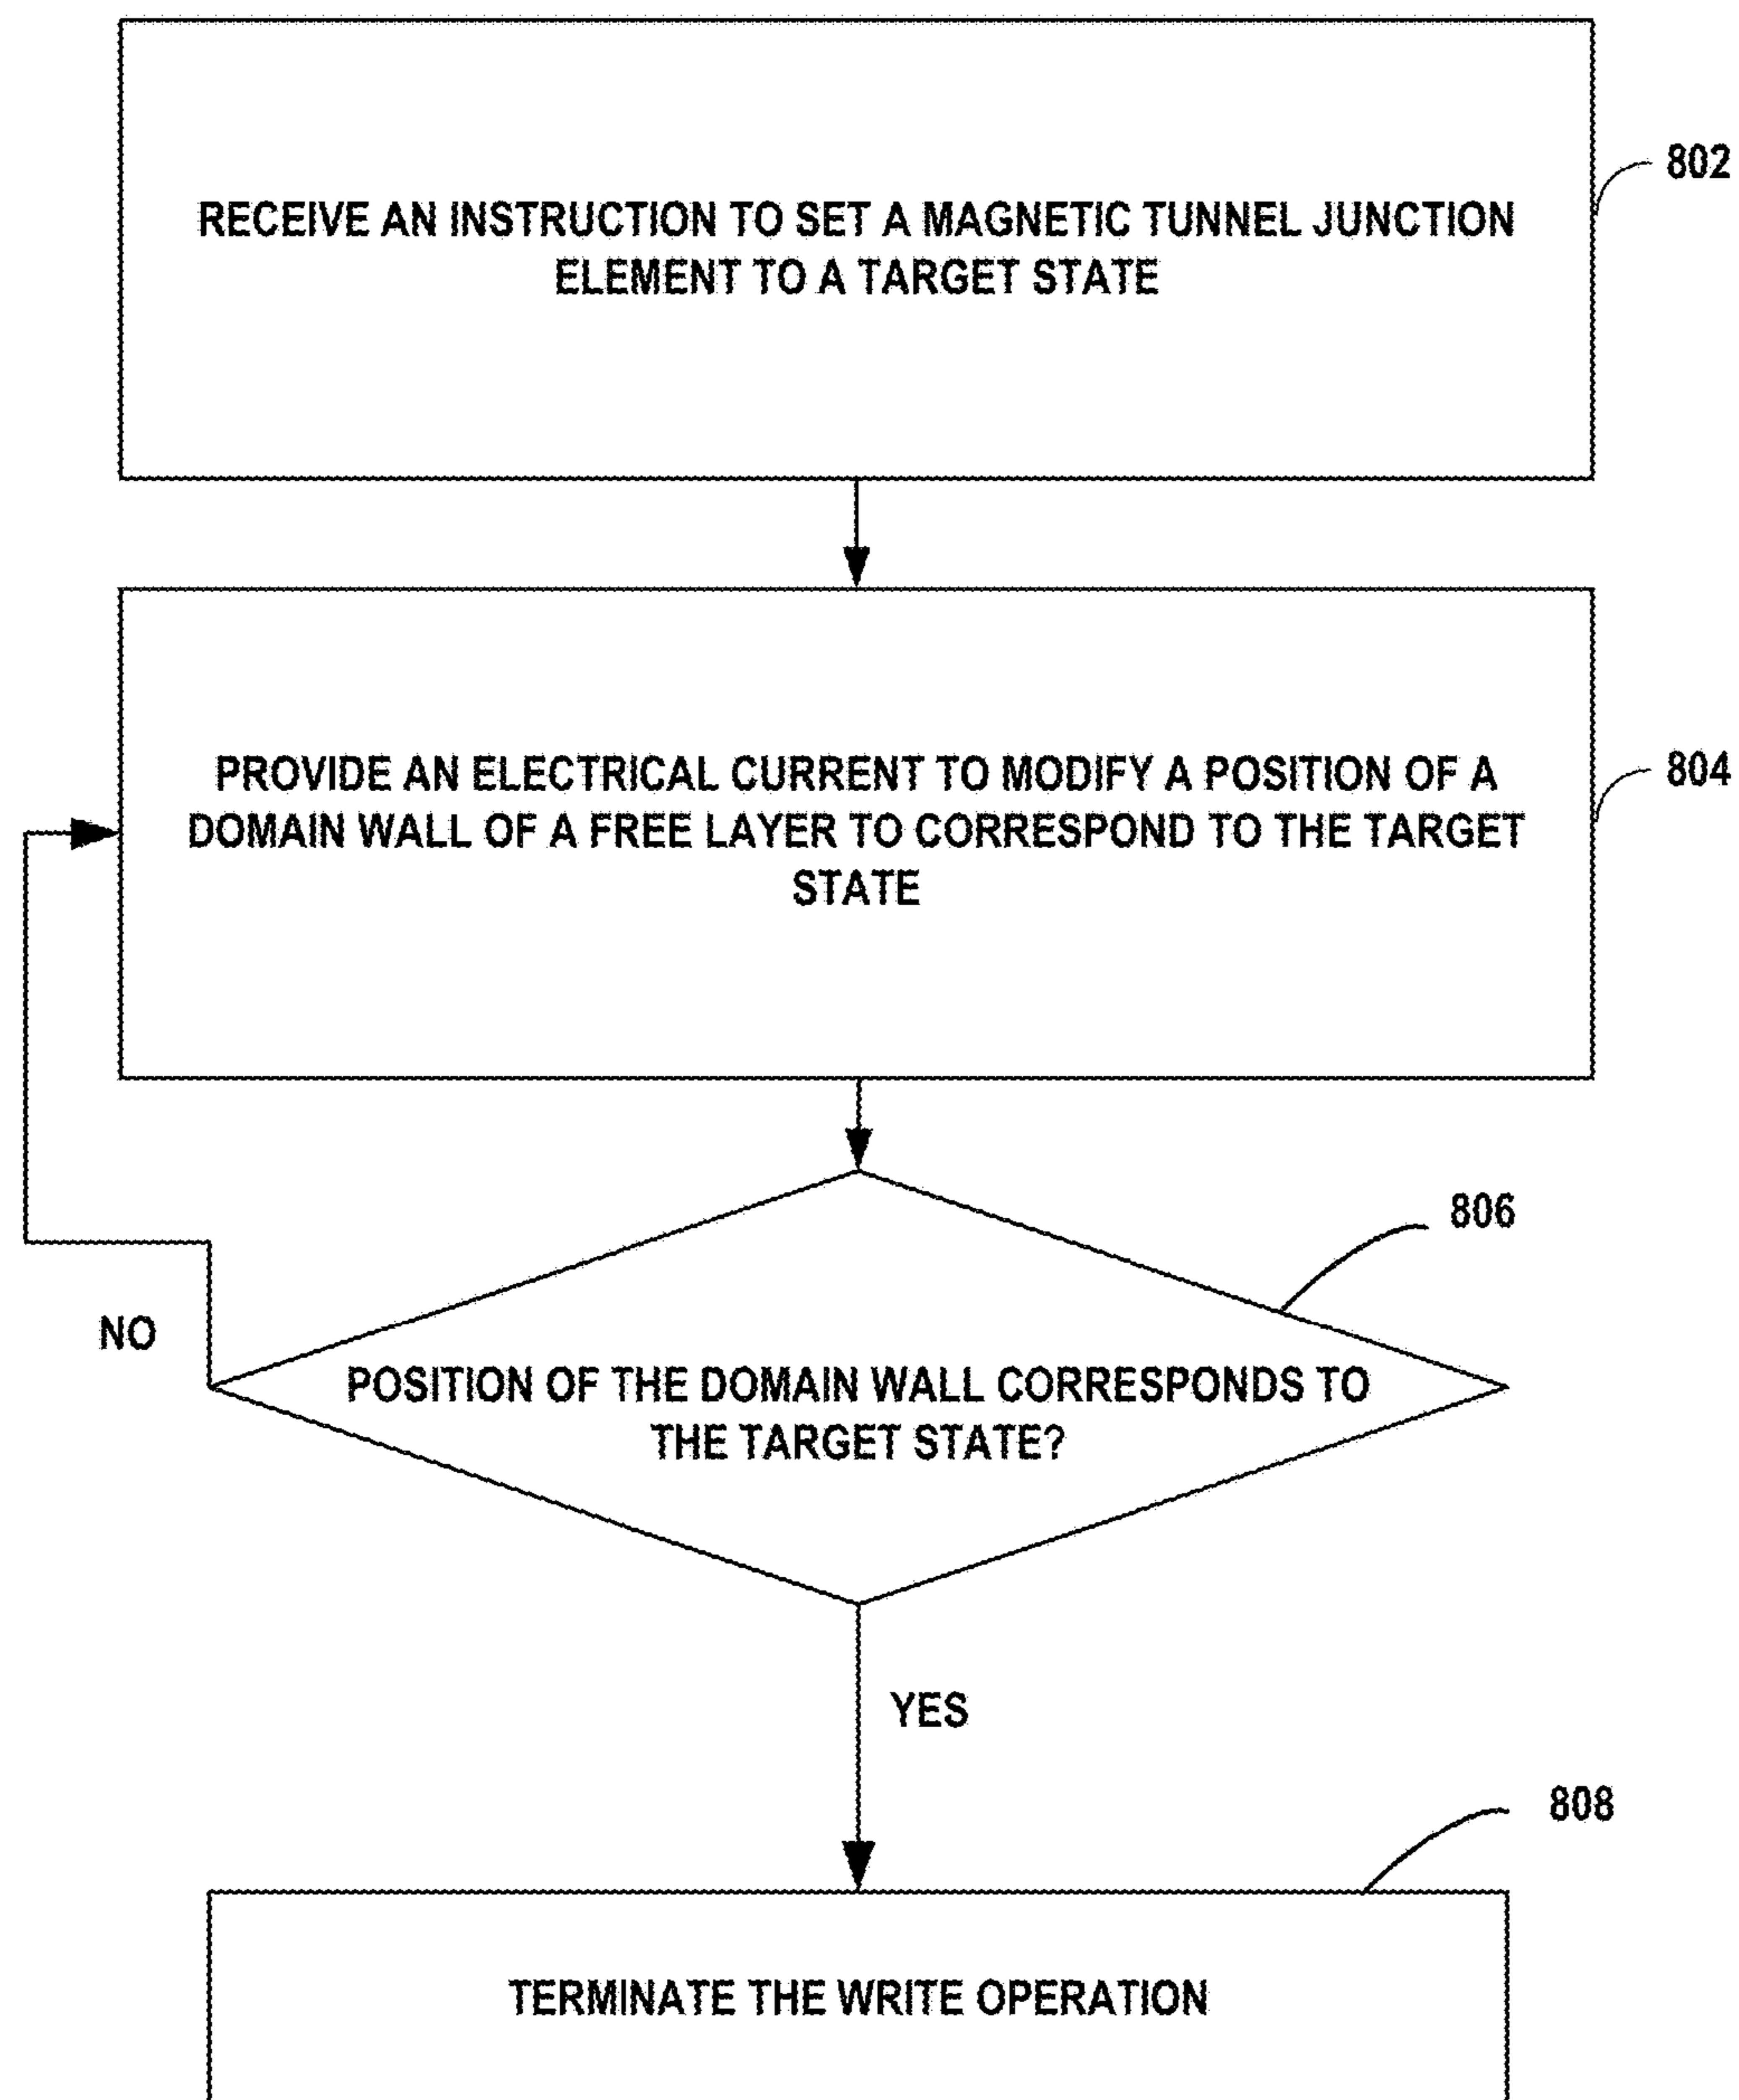 RECEIVE AN INSTRUCTION TO SET A MAGNETIC TUNNEL JUNCTION
ELEMENT TO A TARGET STATE
802
PROVIDE AN ELECTRICAL CURRENT TO MODIFY A POSITION OF A
DOMAIN WALL OF A FREE LAYER TO CORRESPOND TO THE TARGET
STATE
804
806
NO
POSITION OF THE DOMAIN WALL CORRESPONDS TO
THE TARGET STATE?
YES
808
TERMINATE THE WRITE OPERATION